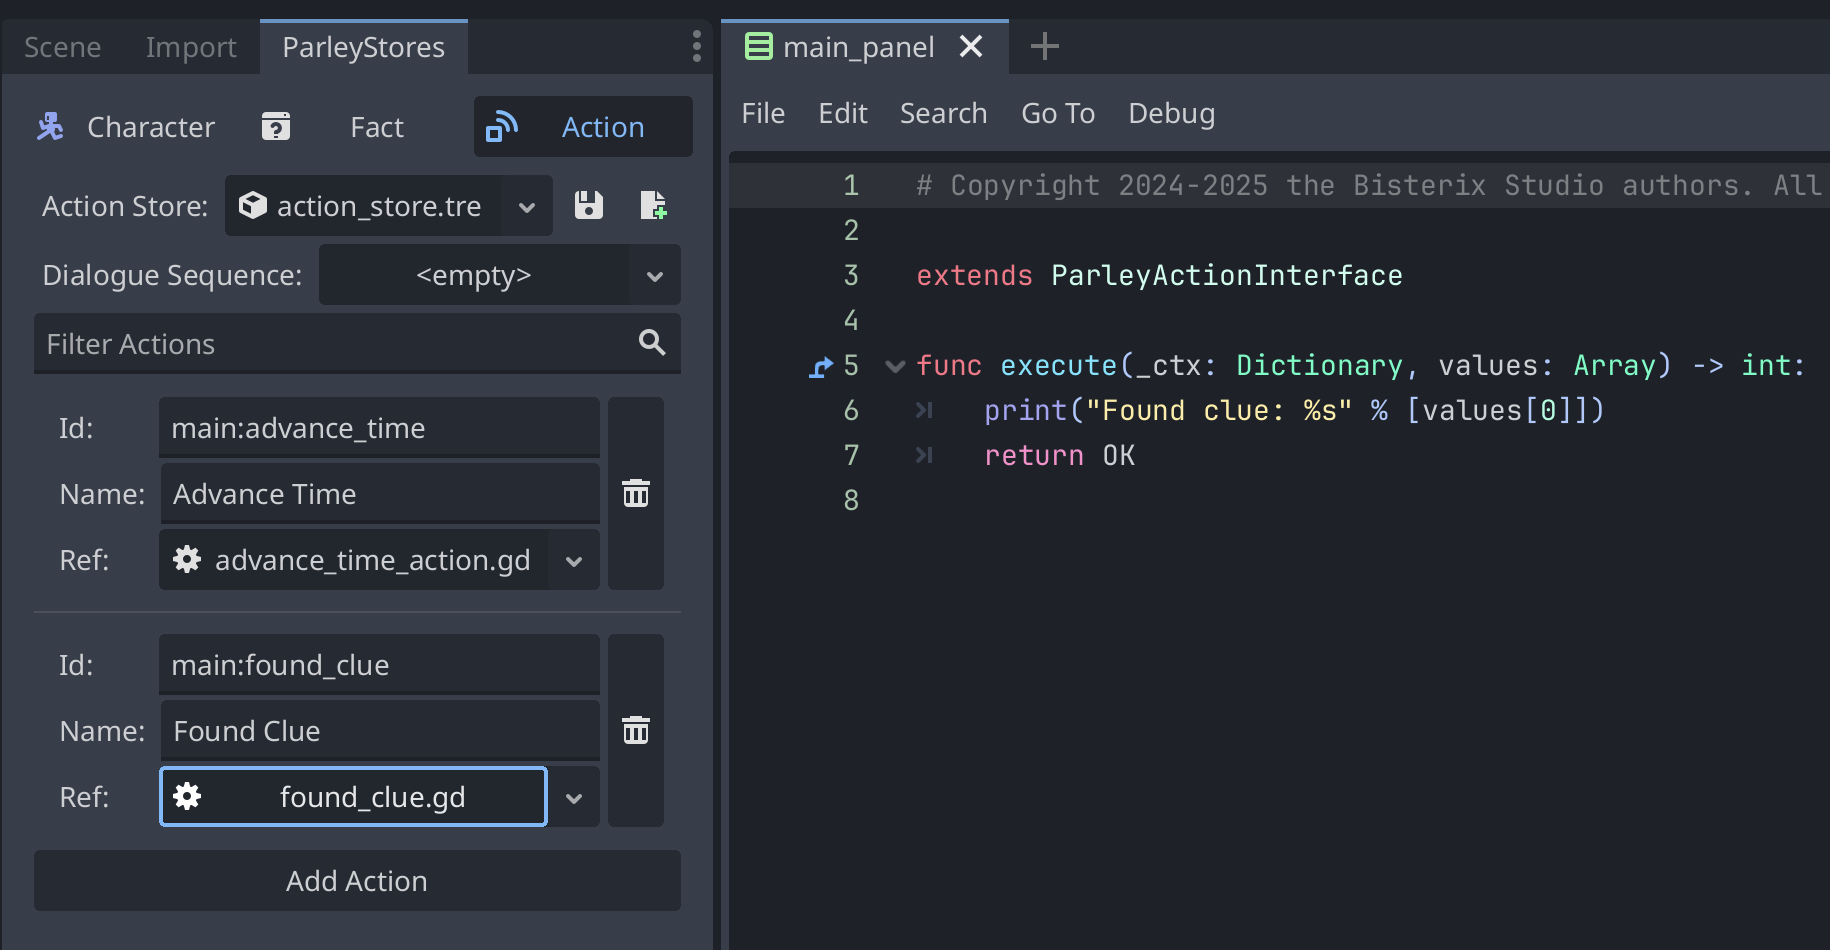 Scene Import ParleyStores
Character Fact Action
Action Store: action_store.tre
Dialogue Sequence: <empty>
Filter Actions
Id: main:advance_time
Name: Advance Time
Ref: advance_time_action.gd
Id: main:found_clue
Name: Found Clue
Ref: found_clue.gd
Add Action
main_panel
File Edit Search Go To Debug
1 # Copyright 2024-2025 the Bisterix Studio authors. All
2
3 extends ParleyActionInterface
4
5 func execute(_ctx: Dictionary, values: Array) -> int:
6 print("Found clue: %s" % [values[0]])
7 return OK
8